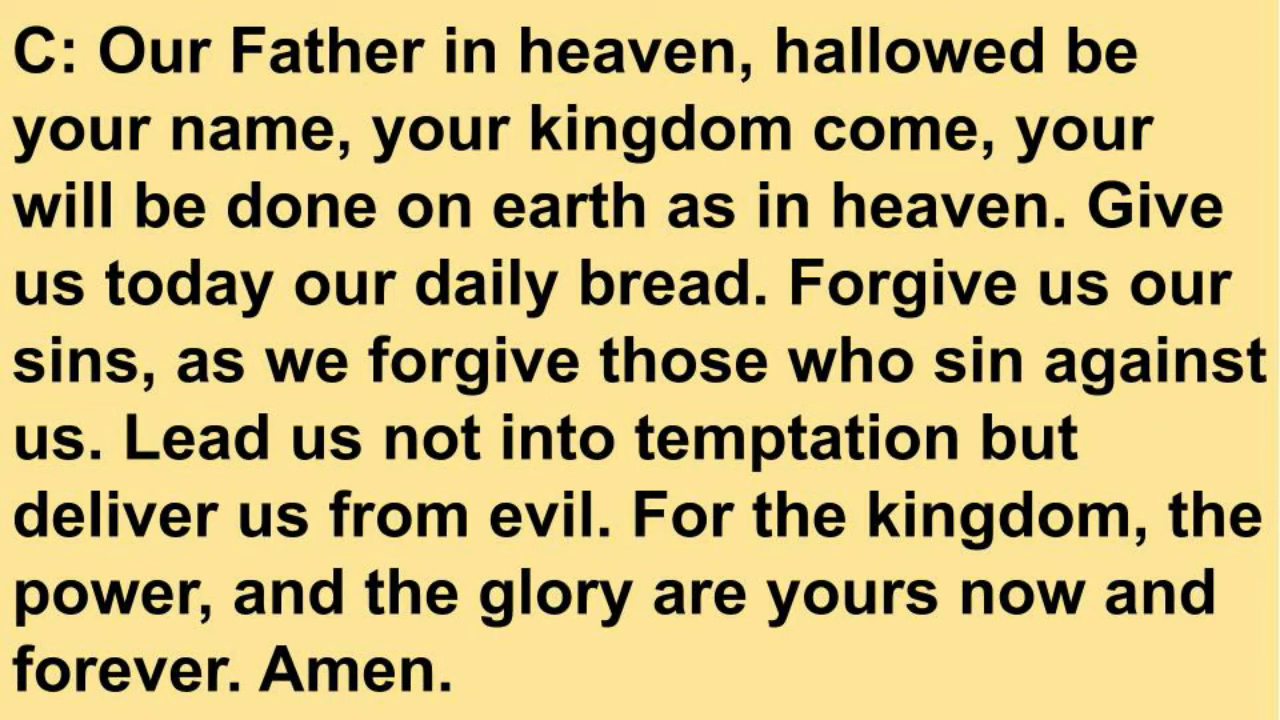 C: Our Father in heaven, hallowed be
your name, your kingdom come, your
will be done on earth as in heaven. Give
us today our daily bread. Forgive us our
sins, as we forgive those who sin against
us. Lead us not into temptation but
deliver us from evil. For the kingdom, the
power, and the glory are yours now and
forever. Amen.